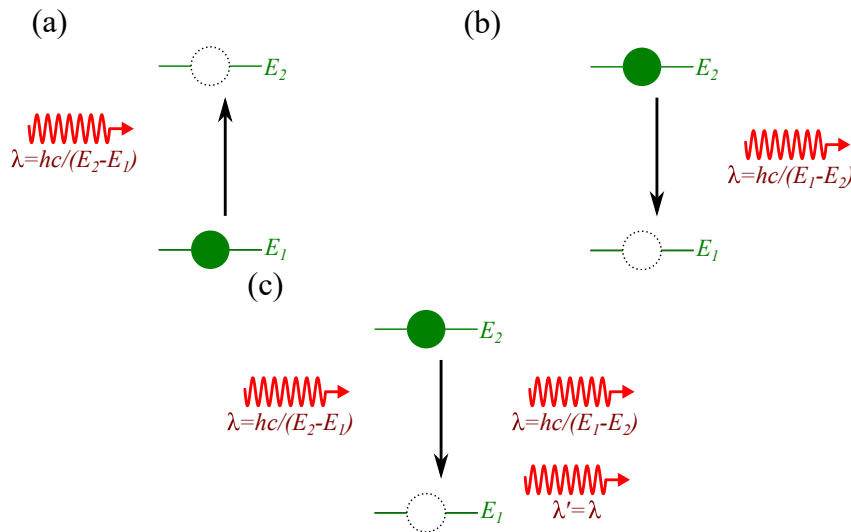 (a)
E₂
λ=hc/(E₂-E₁)
E₁
(b)
E₂
λ=hc/(E₁-E₂)
E₁
(c)
E₂
λ=hc/(E₂-E₁)
λ=hc/(E₁-E₂)
E₁
λ'=λ